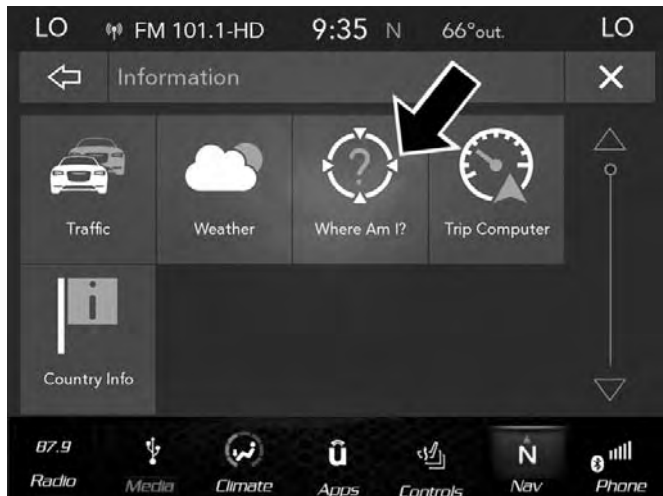 LO FM 101.1-HD 9:35 N 66°out. LO
Information
Traffic Weather Where Am I? Trip Computer
Country Info
87.9 û N
Radio Media Climate Apps Controls Nav Phone